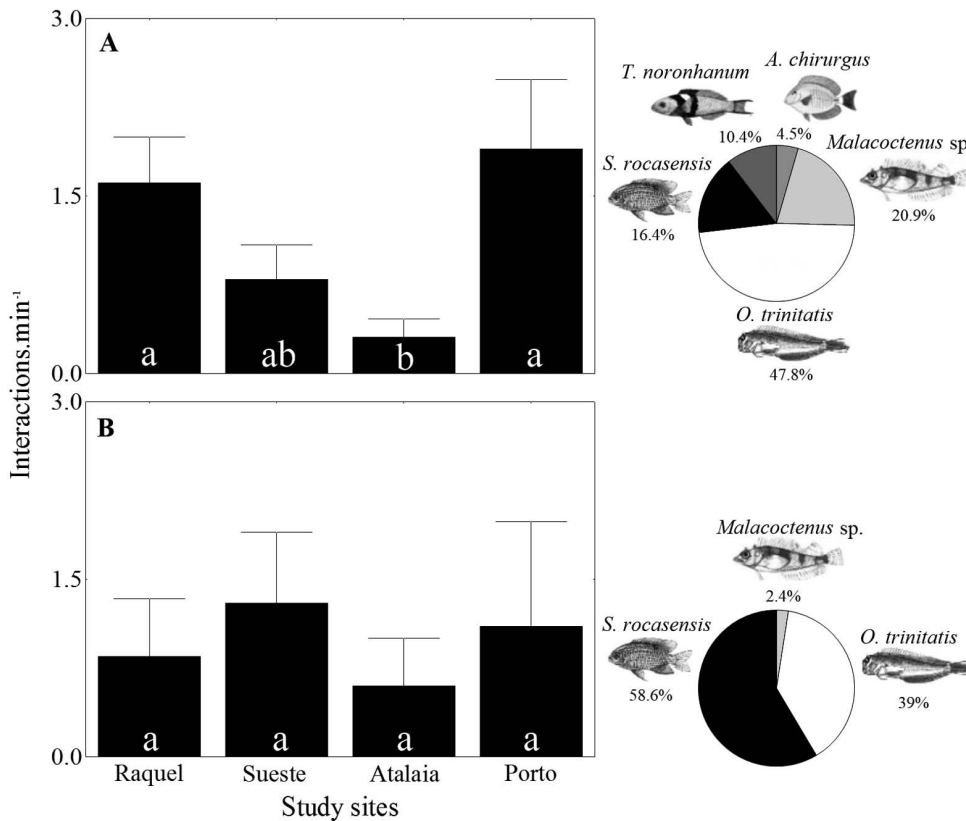 Interactions.min⁻¹
3.0
A
1.5
0.0
a
ab
b
a
T. noronhanum
A. chirurgus
10.4%
4.5%
Malacoctenus sp.
S. rocasensis
20.9%
16.4%
O. trinitatis
47.8%
3.0
B
1.5
0.0
a
a
a
a
Raquel
Sueste
Atalaia
Porto
Study sites
Malacoctenus sp.
2.4%
S. rocasensis
O. trinitatis
58.6%
39%